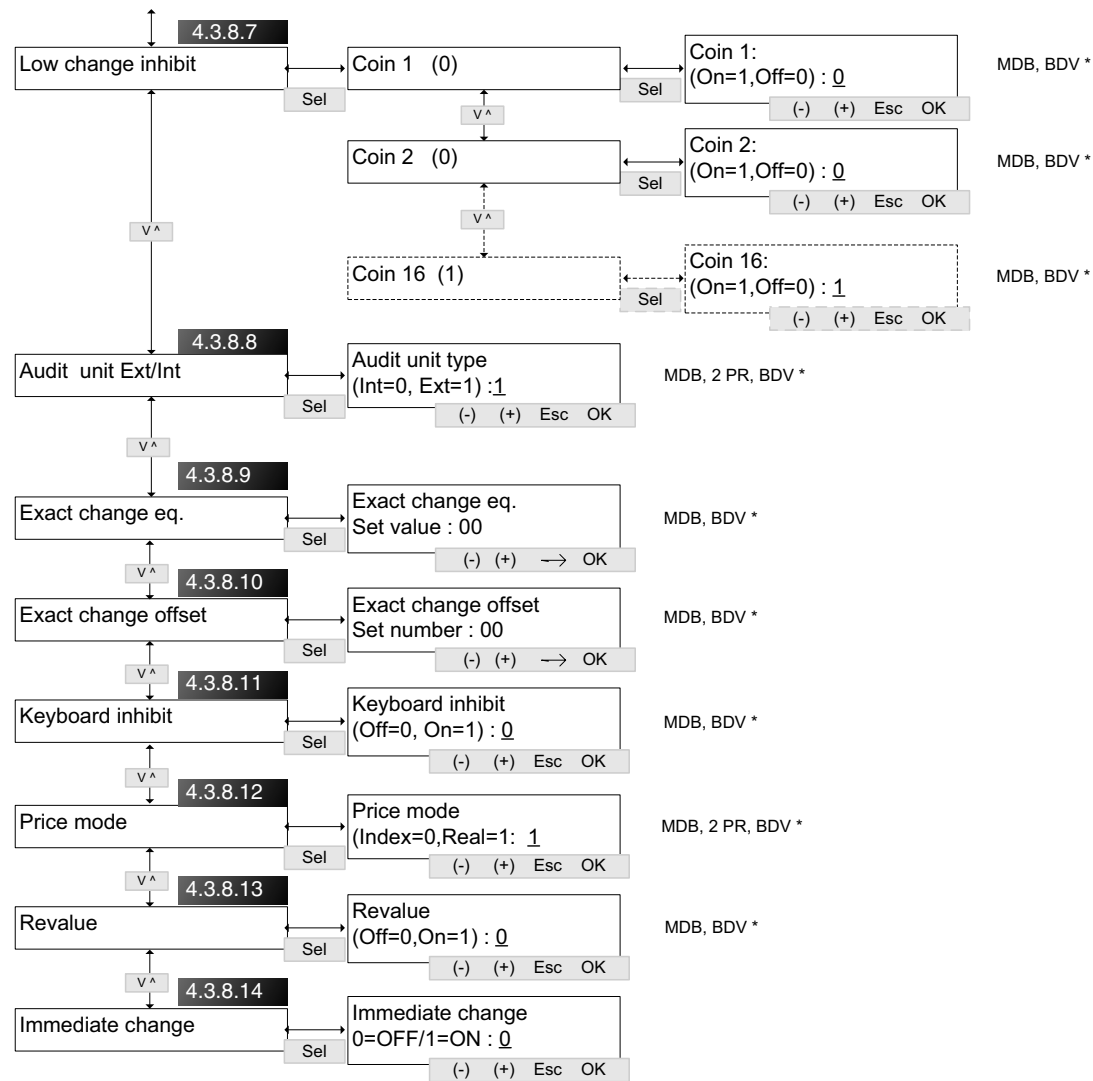 4.3.8.7
Low change inhibit
Sel
Coin 1 (0)
Sel
Coin 1:
(On=1,Off=0) : 0
(-) (+) Esc OK
MDB, BDV *
V ^
Coin 2 (0)
Sel
Coin 2:
(On=1,Off=0) : 0
(-) (+) Esc OK
MDB, BDV *
V ^
V ^
Coin 16 (1)
Sel
Coin 16:
(On=1,Off=0) : 1
(-) (+) Esc OK
MDB, BDV *
4.3.8.8
Audit unit Ext/Int
Sel
Audit unit type
(Int=0, Ext=1) :1
(-) (+) Esc OK
MDB, 2 PR, BDV *
V ^
4.3.8.9
Exact change eq.
Sel
Exact change eq.
Set value : 00
(-) (+) → OK
MDB, BDV *
V ^
4.3.8.10
Exact change offset
Sel
Exact change offset
Set number : 00
(-) (+) → OK
MDB, BDV *
V ^
4.3.8.11
Keyboard inhibit
Sel
Keyboard inhibit
(Off=0, On=1) : 0
(-) (+) Esc OK
MDB, BDV *
V ^
4.3.8.12
Price mode
Sel
Price mode
(Index=0,Real=1: 1
(-) (+) Esc OK
MDB, 2 PR, BDV *
V ^
4.3.8.13
Revalue
Sel
Revalue
(Off=0,On=1) : 0
(-) (+) Esc OK
MDB, BDV *
V ^
4.3.8.14
Immediate change
Sel
Immediate change
0=OFF/1=ON : 0
(-) (+) Esc OK